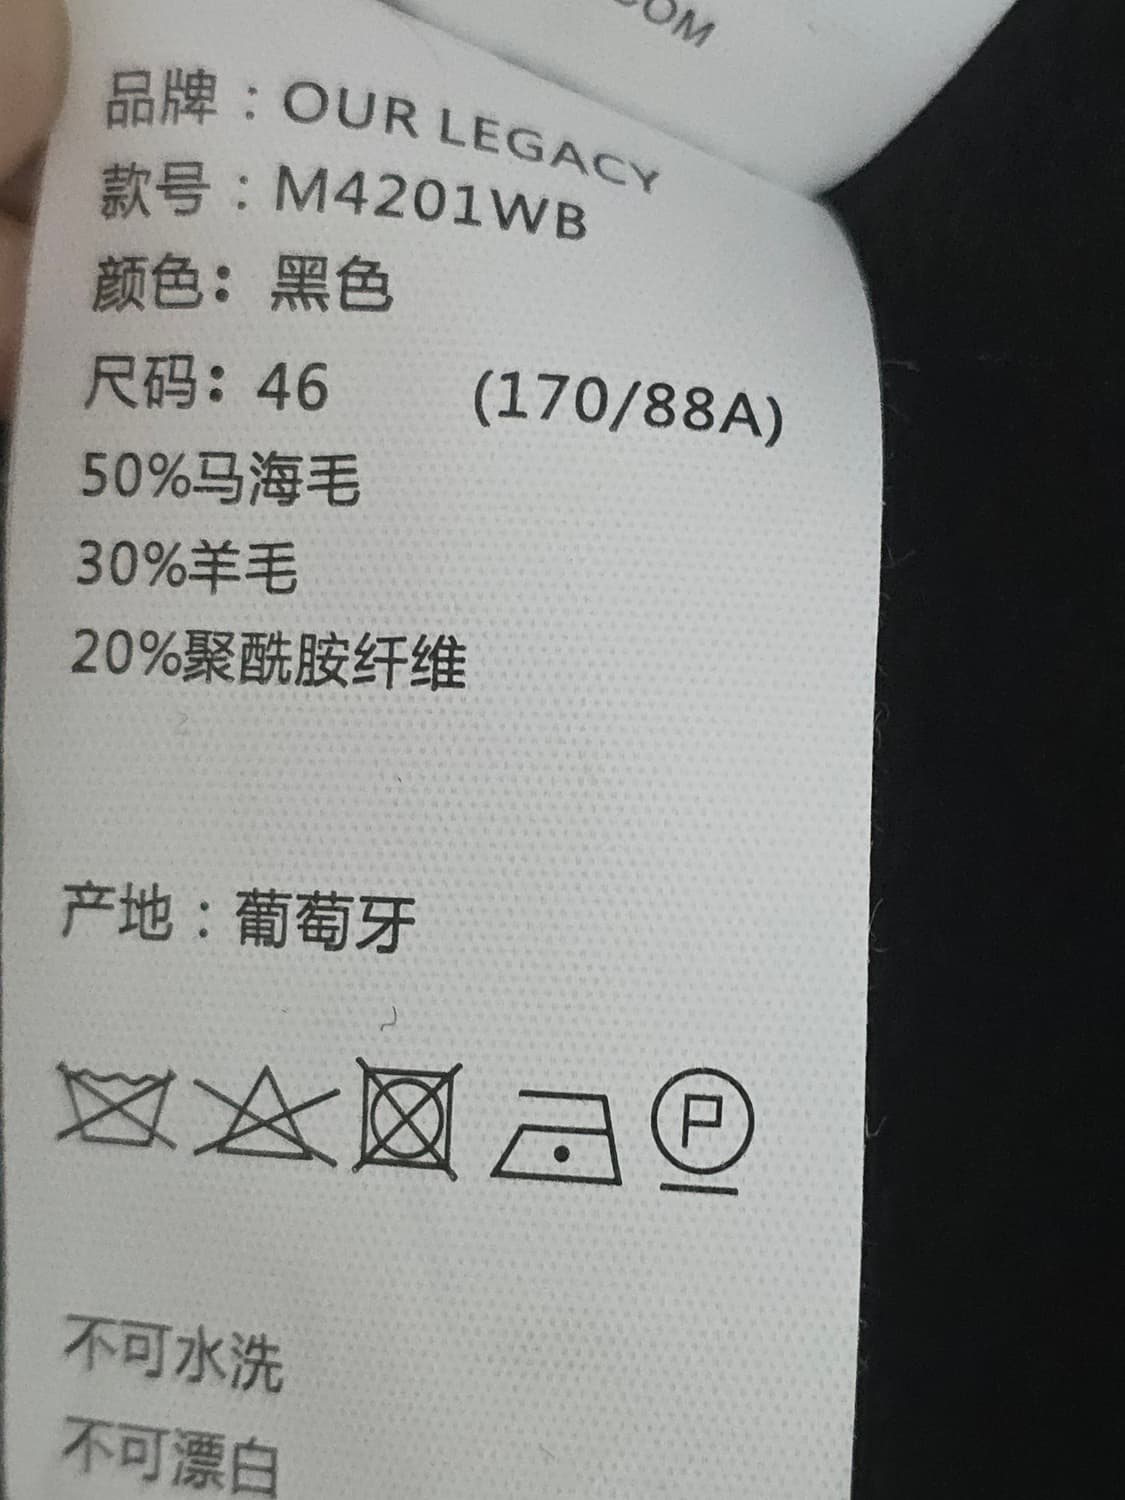 品牌：OUR LEGACY
款号：M4201WB
颜色：黑色
尺码：46 (170/88A)
50%马海毛
30%羊毛
20%聚酰胺纤维
产地：葡萄牙
P
不可水洗
不可漂白